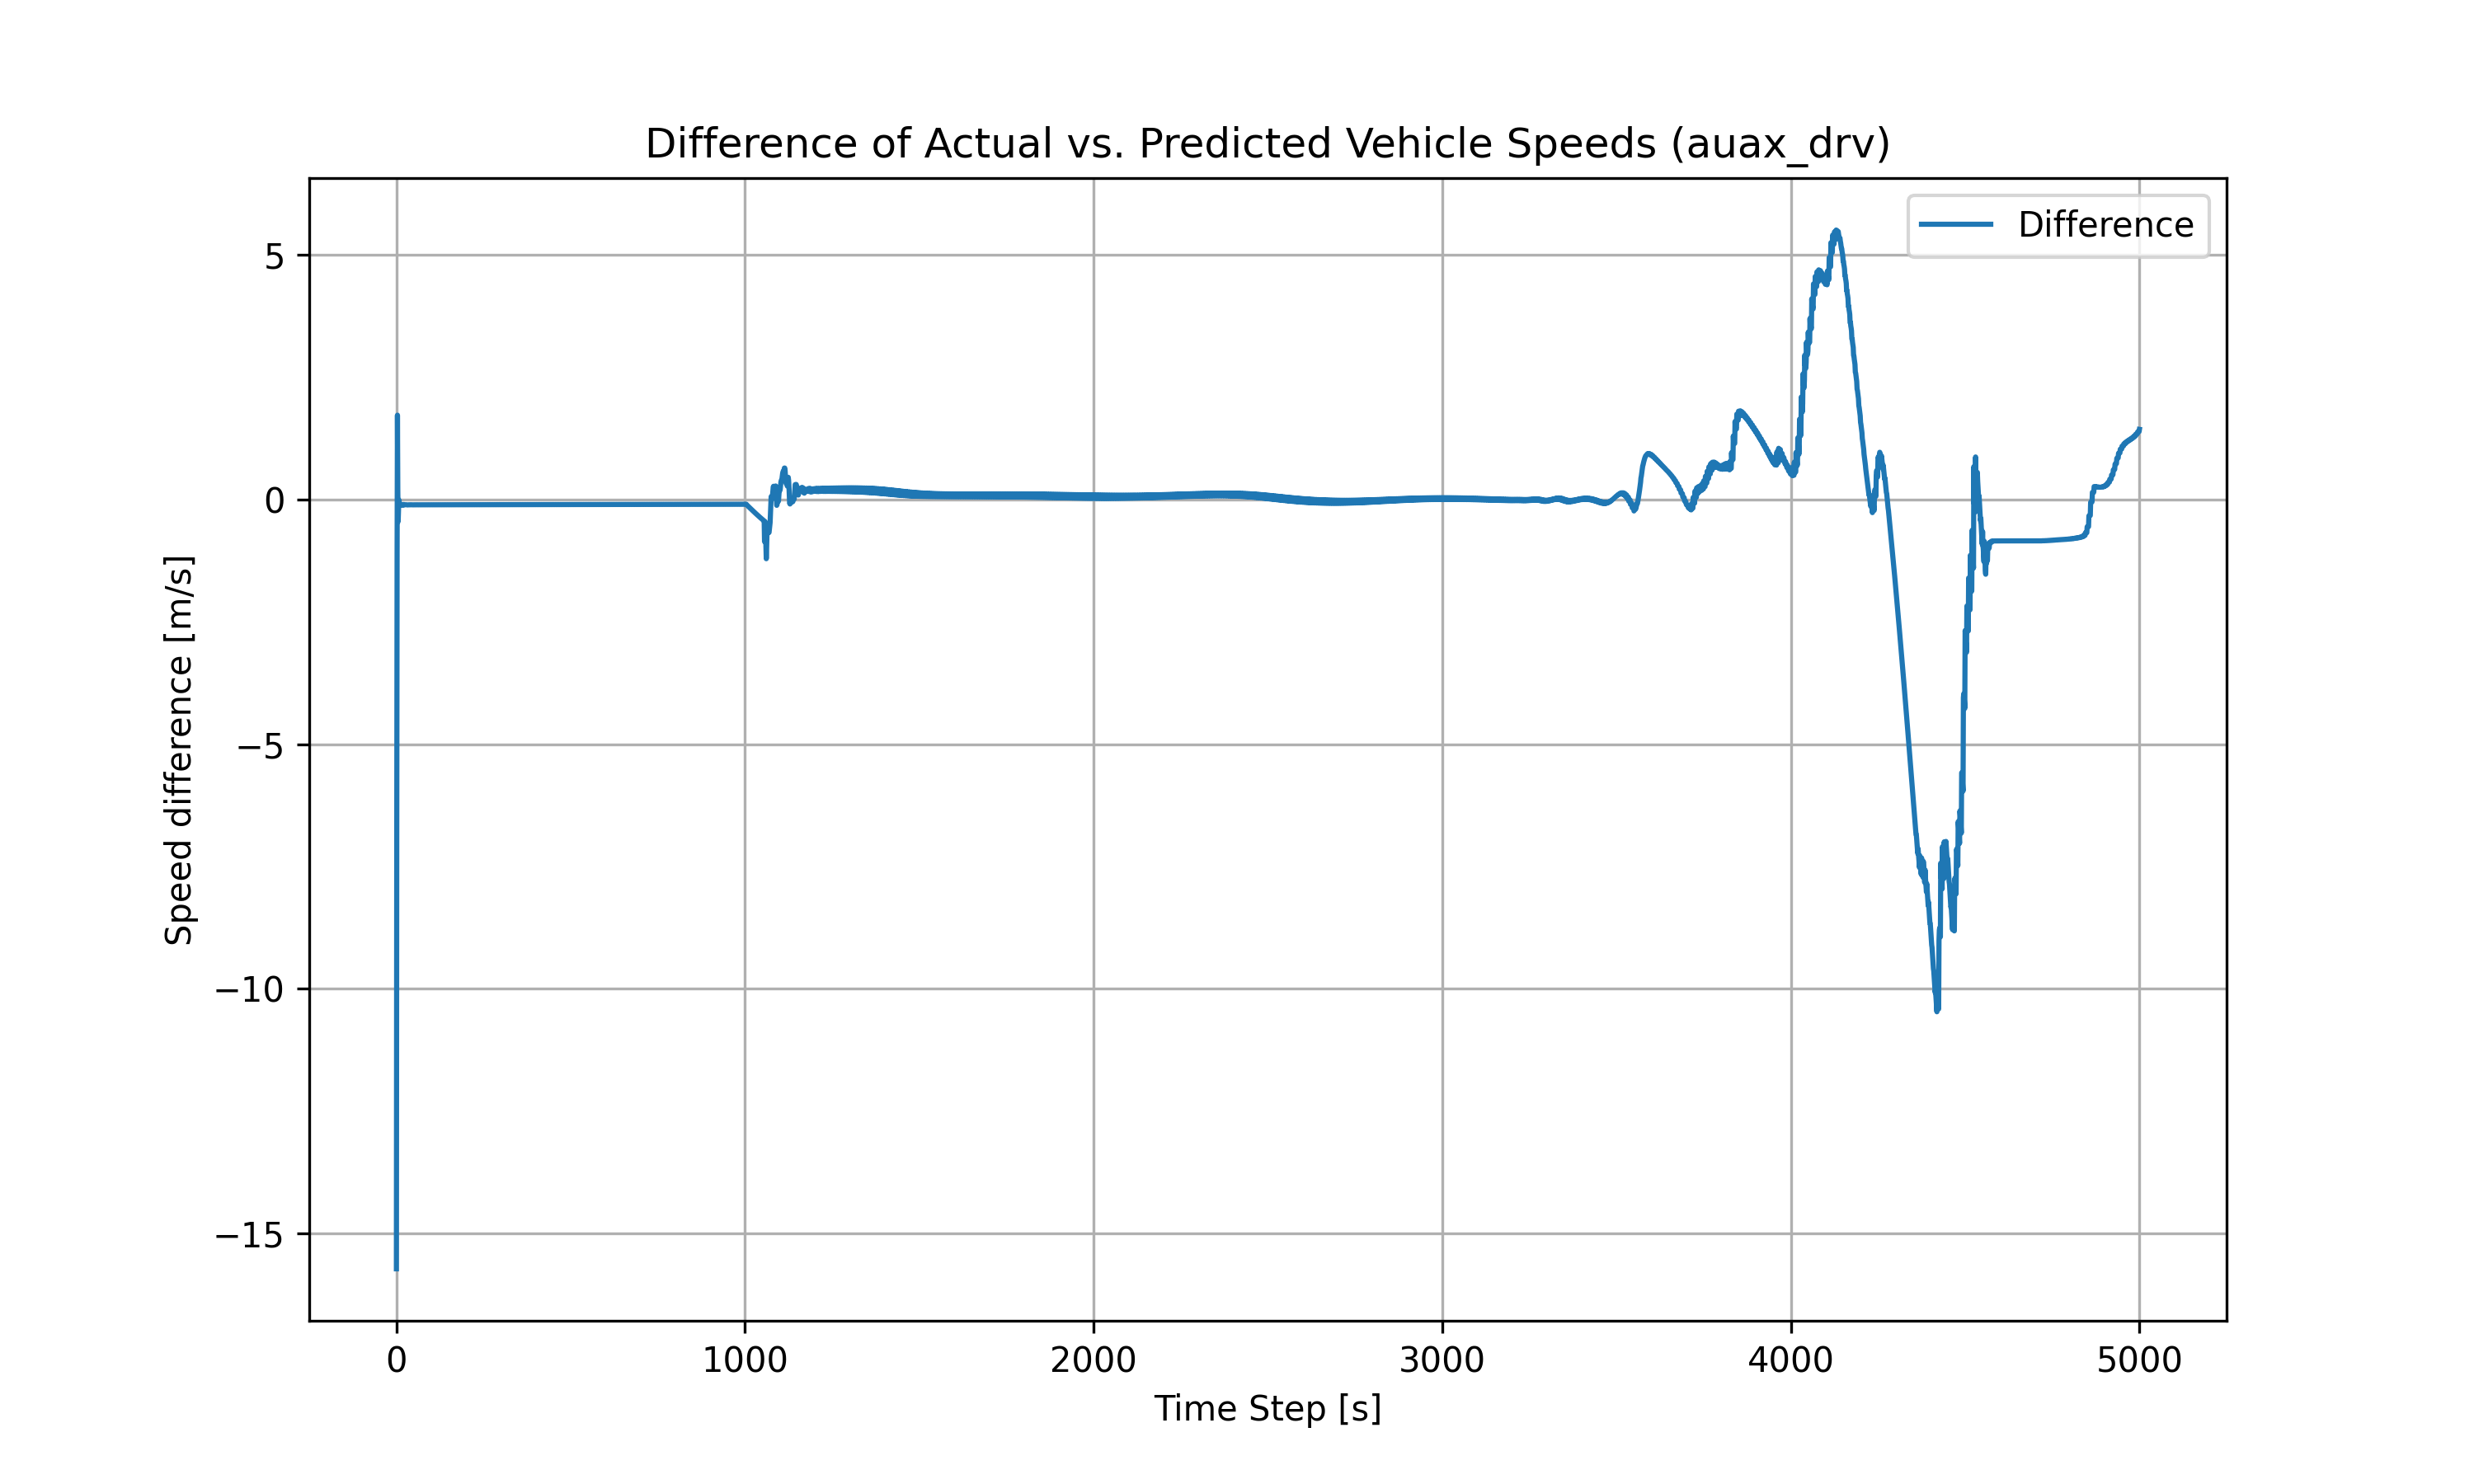 Difference of Actual vs. Predicted Vehicle Speeds (auax_drv)
Difference
5
0
−5
−10
−15
Speed difference [m/s]
0 1000 2000 3000 4000 5000
Time Step [s]